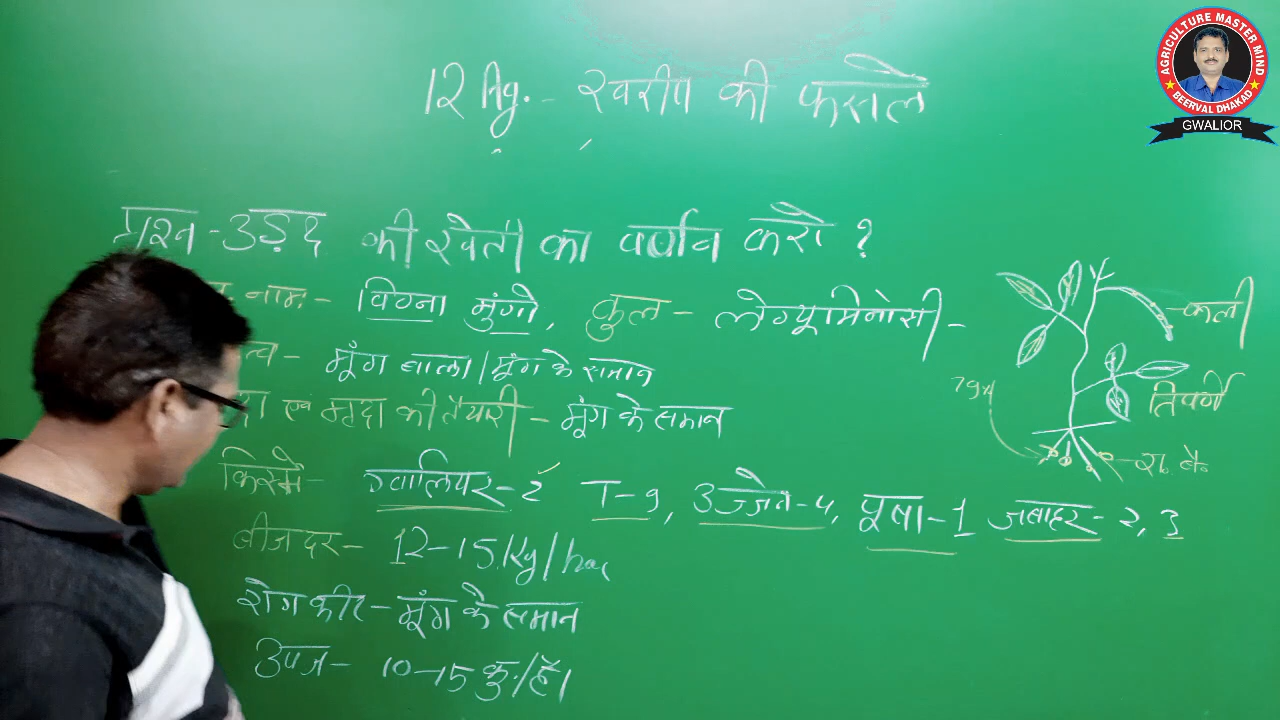 12 Ag. - खरीफ की फसल
प्रश्न - उड़द की खेती का वर्णन करो ?
नाम - विग्ना मुंगो, कुल - लेग्यूमिनोसी -
मूंग वाला / मूंग के समान
एवं मृदा की तैयारी - मूंग के समान
किस्में - ग्वालियर - 2 T-9, उज्जैन - 4, पूसा - 1 जवाहर - 2, 3
बीज दर - 12-15 Kg/ha
रोग कीट - मूंग के समान
उपज - 10-15 कु./हे।
फली
तिपर्ण
रा. बै.
AGRICULTURE MASTER MIND
BEERVAL DHAKAD
GWALIOR